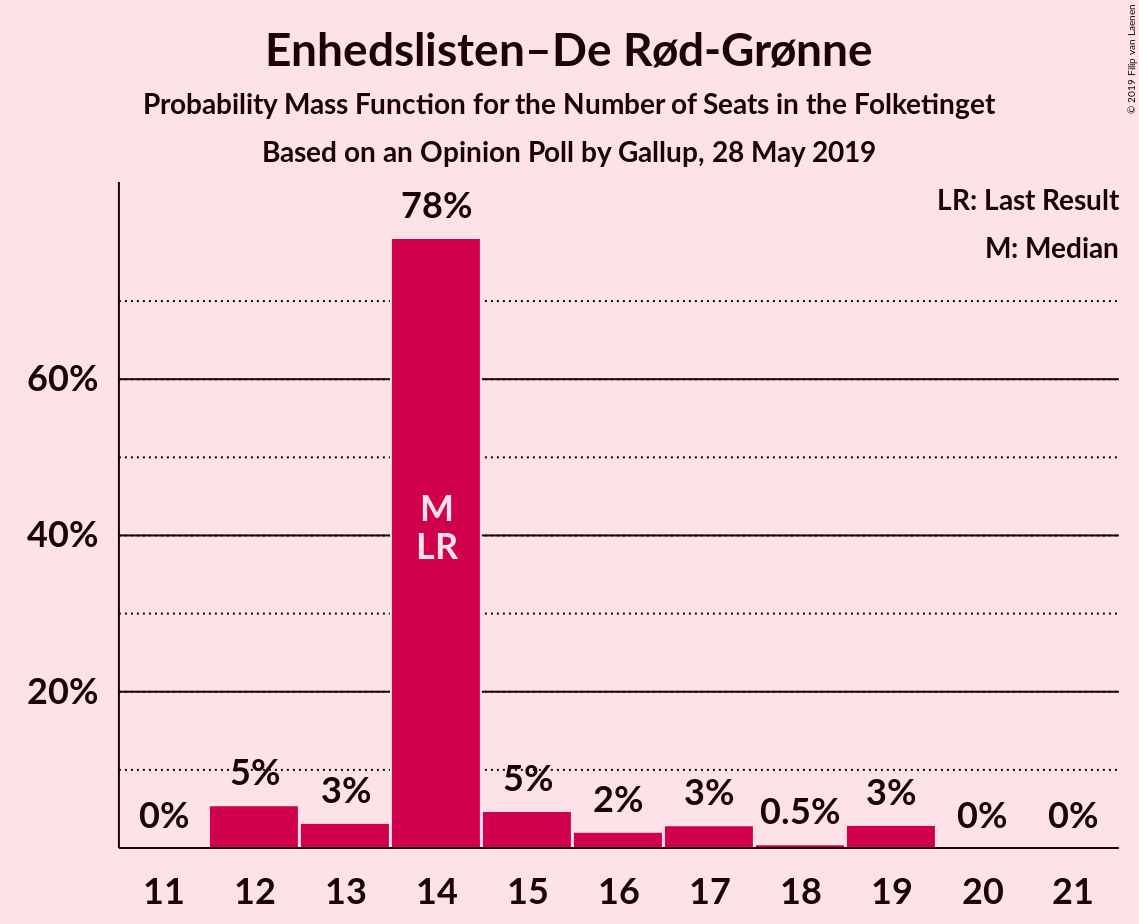 Enhedslisten–De Rød-Grønne
Probability Mass Function for the Number of Seats in the Folketinget
Based on an Opinion Poll by Gallup, 28 May 2019
© 2019 Filip van Laenen
LR: Last Result
M: Median
78%
60%
40%
20%
M
LR
0%
5%
3%
5%
2%
3%
0.5%
3%
0%
0%
11 12 13 14 15 16 17 18 19 20 21